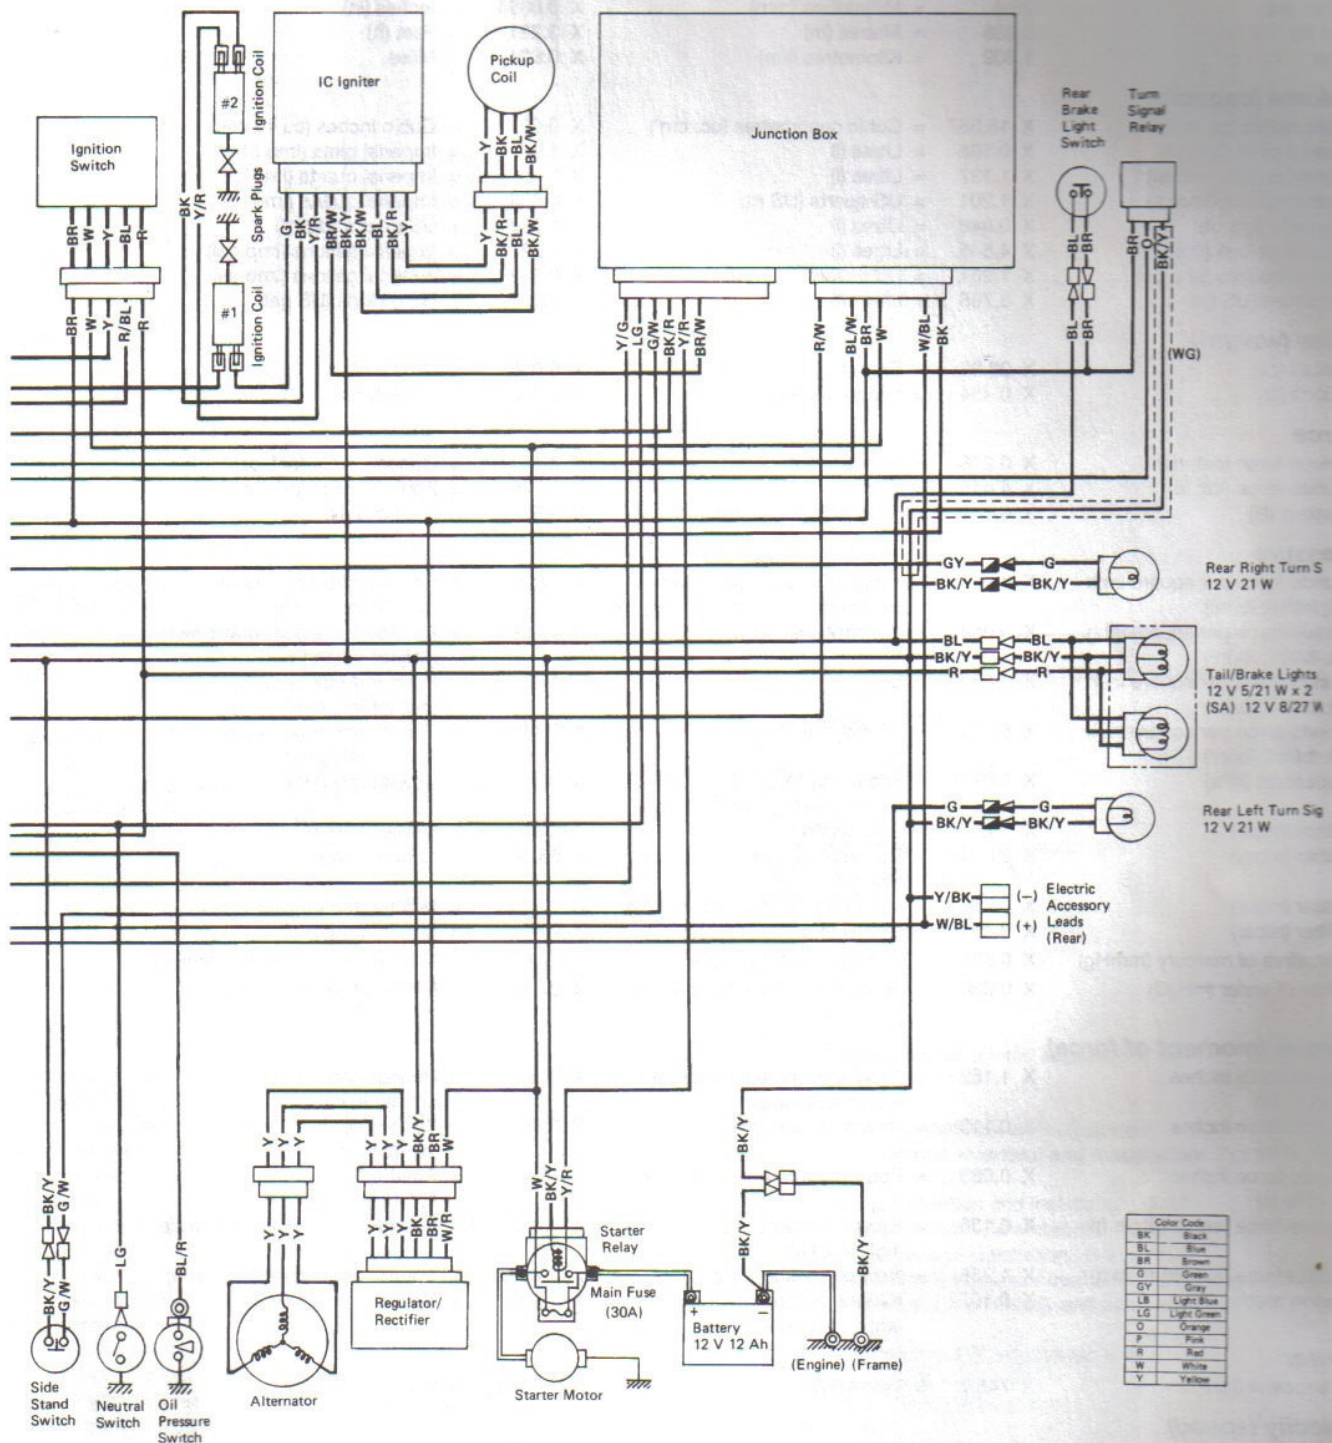 Ignition
Switch
#2
Ignition Coil
Spark Plugs
#1
Ignition Coil
IC Igniter
Pickup
Coil
Junction Box
Rear
Brake
Light
Switch
Turn
Signal
Relay
BR
W
Y
BL
R
BR
W
Y
R/BL
R
BK
Y/R
G
BK
Y/R
BR/W
BK/Y
BK/W
BL
BK/R
Y
Y
BK
BL
BK/W
Y
BK/R
BL
BK/W
Y/G
LG
G/W
BK/R
Y/R
BR/W
R/W
BL/W
BR
W
W/BL
BK
BL
BR
BL
BR
BR
O
BK/Y
(WG)
GY
G
BK/Y
BK/Y
Rear Right Turn S
12 V 21 W
BL
BL
BK/Y
BK/Y
R
R
Tail/Brake Lights
12 V 5/21 W x 2
(SA) 12 V 8/27 W
G
G
BK/Y
BK/Y
Rear Left Turn Sig
12 V 21 W
Y/BK
(−)
W/BL
(+)
Electric
Accessory
Leads
(Rear)
BK/Y
G/W
BK/Y
G/W
LG
BL/R
Side
Stand
Switch
Neutral
Switch
Oil
Pressure
Switch
Y
Y
Y
Y
Y
Y
Alternator
Y
Y
Y
BK/Y
BR
W
Y
Y
Y
BK
BR
W/R
Regulator/
Rectifier
W
BK/Y
Y/R
Starter
Relay
Main Fuse
(30A)
Starter Motor
BK/Y
BK/Y
BK/Y
+
−
Battery
12 V 12 Ah
(Engine) (Frame)
Color Code
BK Black
BL Blue
BR Brown
G Green
GY Gray
LB Light Blue
LG Light Green
O Orange
P Pink
R Red
W White
Y Yellow